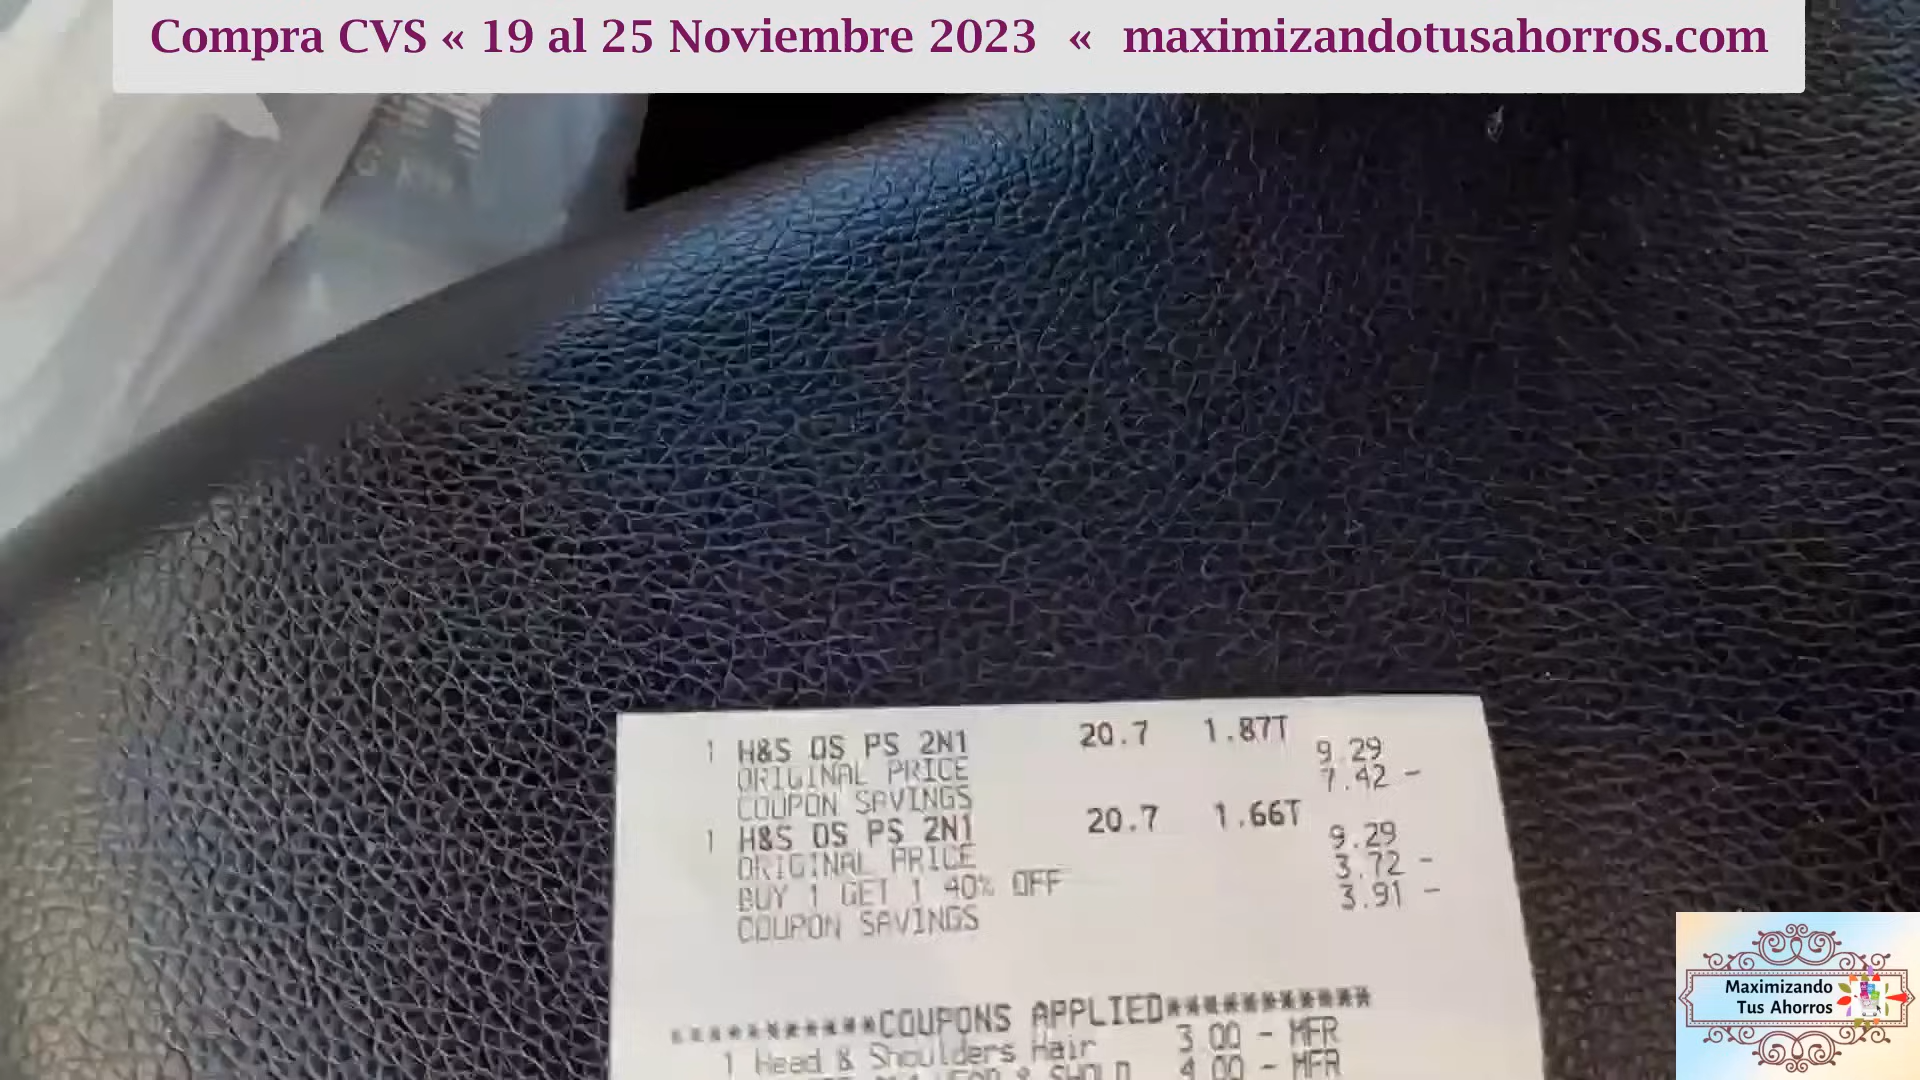 Compra CVS « 19 al 25 Noviembre 2023 « maximizandotusahorros.com
1 H&S OS PS 2N1 20.7 1.87T
ORIGINAL PRICE 9.29
COUPON SAVINGS 7.42 -
1 H&S OS PS 2N1 20.7 1.66T
ORIGINAL PRICE 9.29
BUY 1 GET 1 40% OFF 3.72 -
COUPON SAVINGS 3.91 -
***********COUPONS APPLIED***********
1 Head & Shoulders Hair 3.00 - MFR
& SHOLD 4.00 - MFR
Maximizando
Tus Ahorros